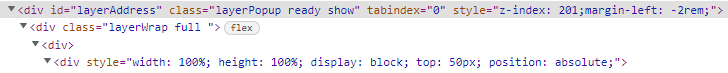 ▼<div id="layerAddress" class="layerPopup ready show" tabindex="0" style="z-index: 201;margin-left: -2rem;">
▼<div class="layerWrap full "> flex
▼<div>
▶<div style="width: 100%; height: 100%; display: block; top: 50px; position: absolute;">